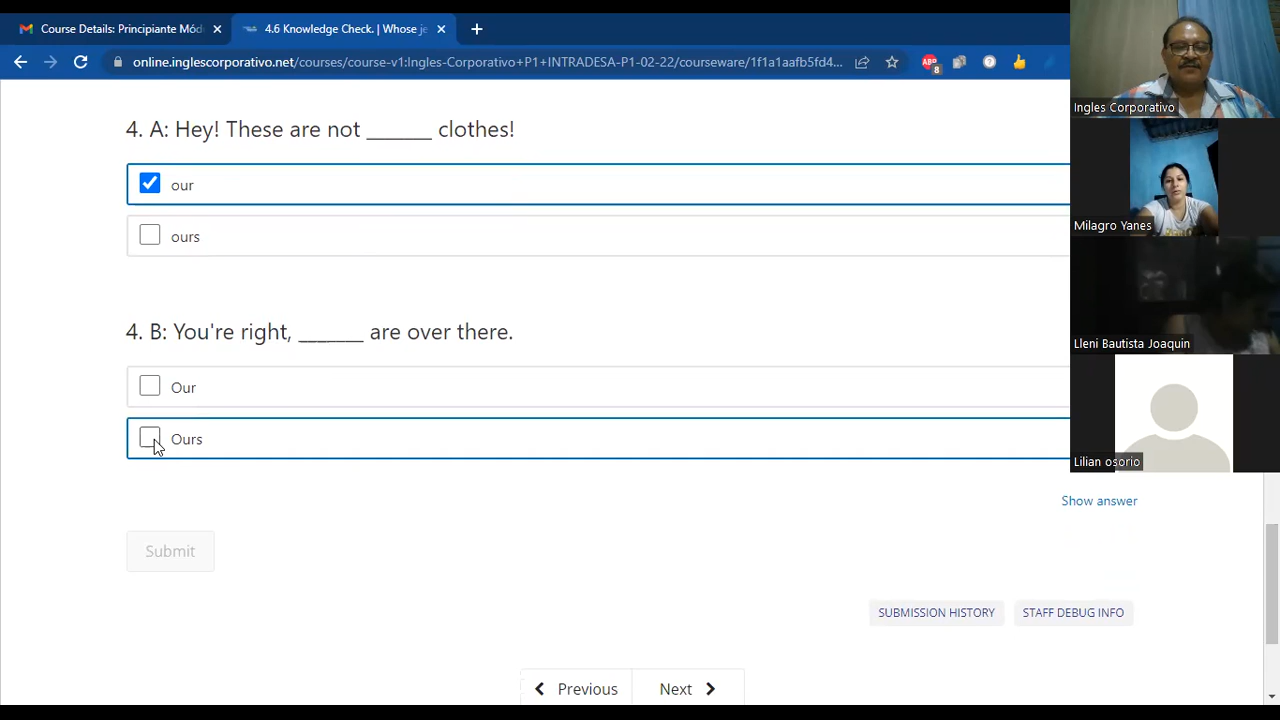 Course Details: Principiante Mód
4.6 Knowledge Check. | Whose je
online.inglescorporativo.net/courses/course-v1:Ingles-Corporativo+P1+INTRADESA-P1-02-22/courseware/1f1a1aafb5fd4...
ABP
8
Ingles Corporativo
4. A: Hey! These are not _______ clothes!
our
ours
Milagro Yanes
4. B: You're right, _______ are over there.
Lleni Bautista Joaquin
Our
Ours
Lilian osorio
Show answer
Submit
SUBMISSION HISTORY
STAFF DEBUG INFO
Previous
Next